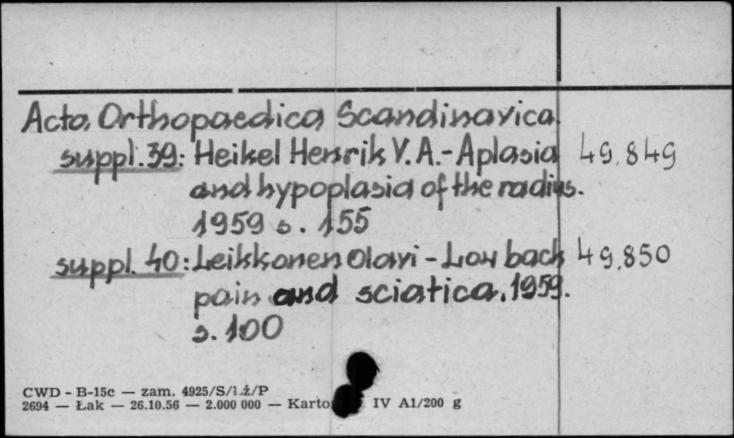 Acta Orthopaedica Scandinavica.
suppl. 39: Heikel Henrik V. A. - Aplasia 49.849
and hypoplasia of the radius.
1959 s. 155
suppl. 40: Leikkonen Olavi - Low back 49.850
pain and sciatica. 1959.
s. 100
CWD - B-15c — zam. 4925/S/1.ż/P
2694 — Łak — 26.10.56 — 2.000 000 — Karto IV A1/200 g